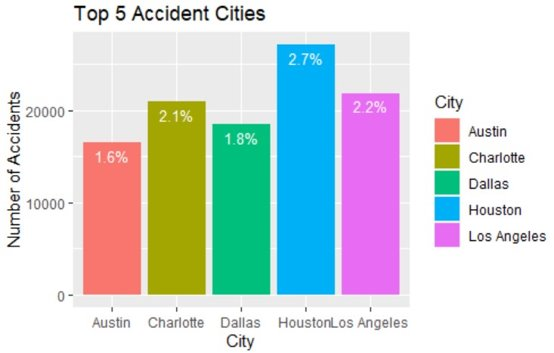 Top 5 Accident Cities
Number of Accidents
20000
10000
0
1.6%
2.1%
1.8%
2.7%
2.2%
Austin
Charlotte
Dallas
Houston
Los Angeles
City
City
Austin
Charlotte
Dallas
Houston
Los Angeles